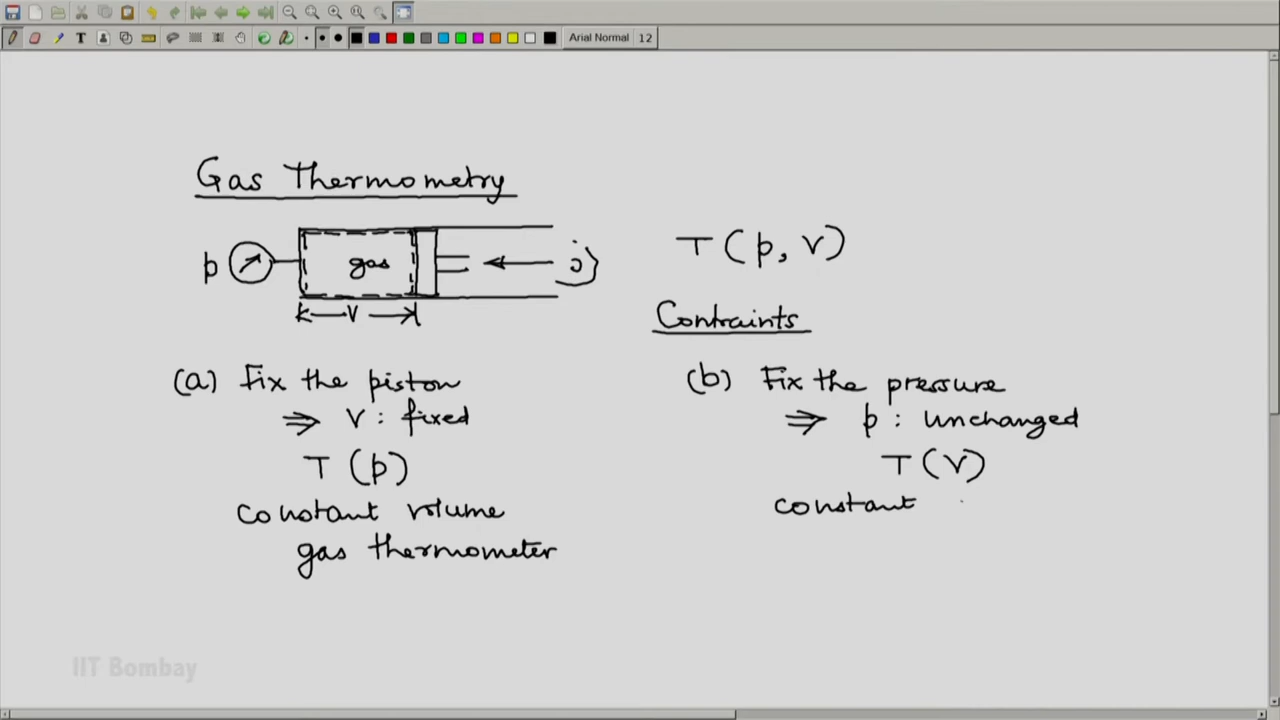 Arial Normal 12
Gas Thermometry
p gas
V
T (p, V)
Contraints
(a) Fix the piston
⇒ V : fixed
T (p)
constant volume
gas thermometer
(b) Fix the pressure
⇒ p : unchanged
T (V)
constant
IIT Bombay